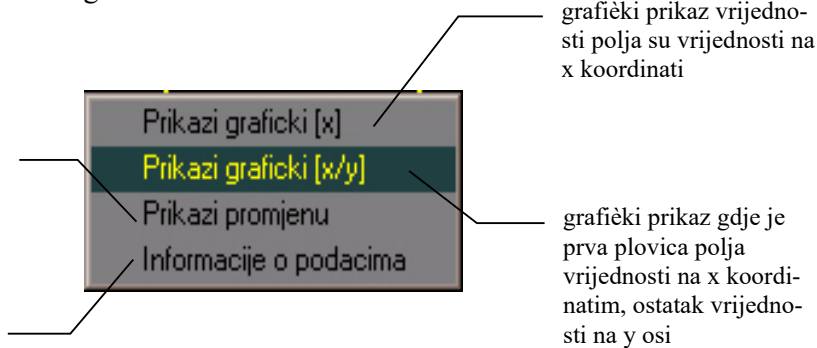 grafièki prikaz vrijedno-
sti polja su vrijednosti na
x koordinati
Prikazi graficki [x]
Prikazi graficki [x/y]
Prikazi promjenu
Informacije o podacima
grafièki prikaz gdje je
prva plovica polja
vrijednosti na x koordi-
natim, ostatak vrijedno-
sti na y osi